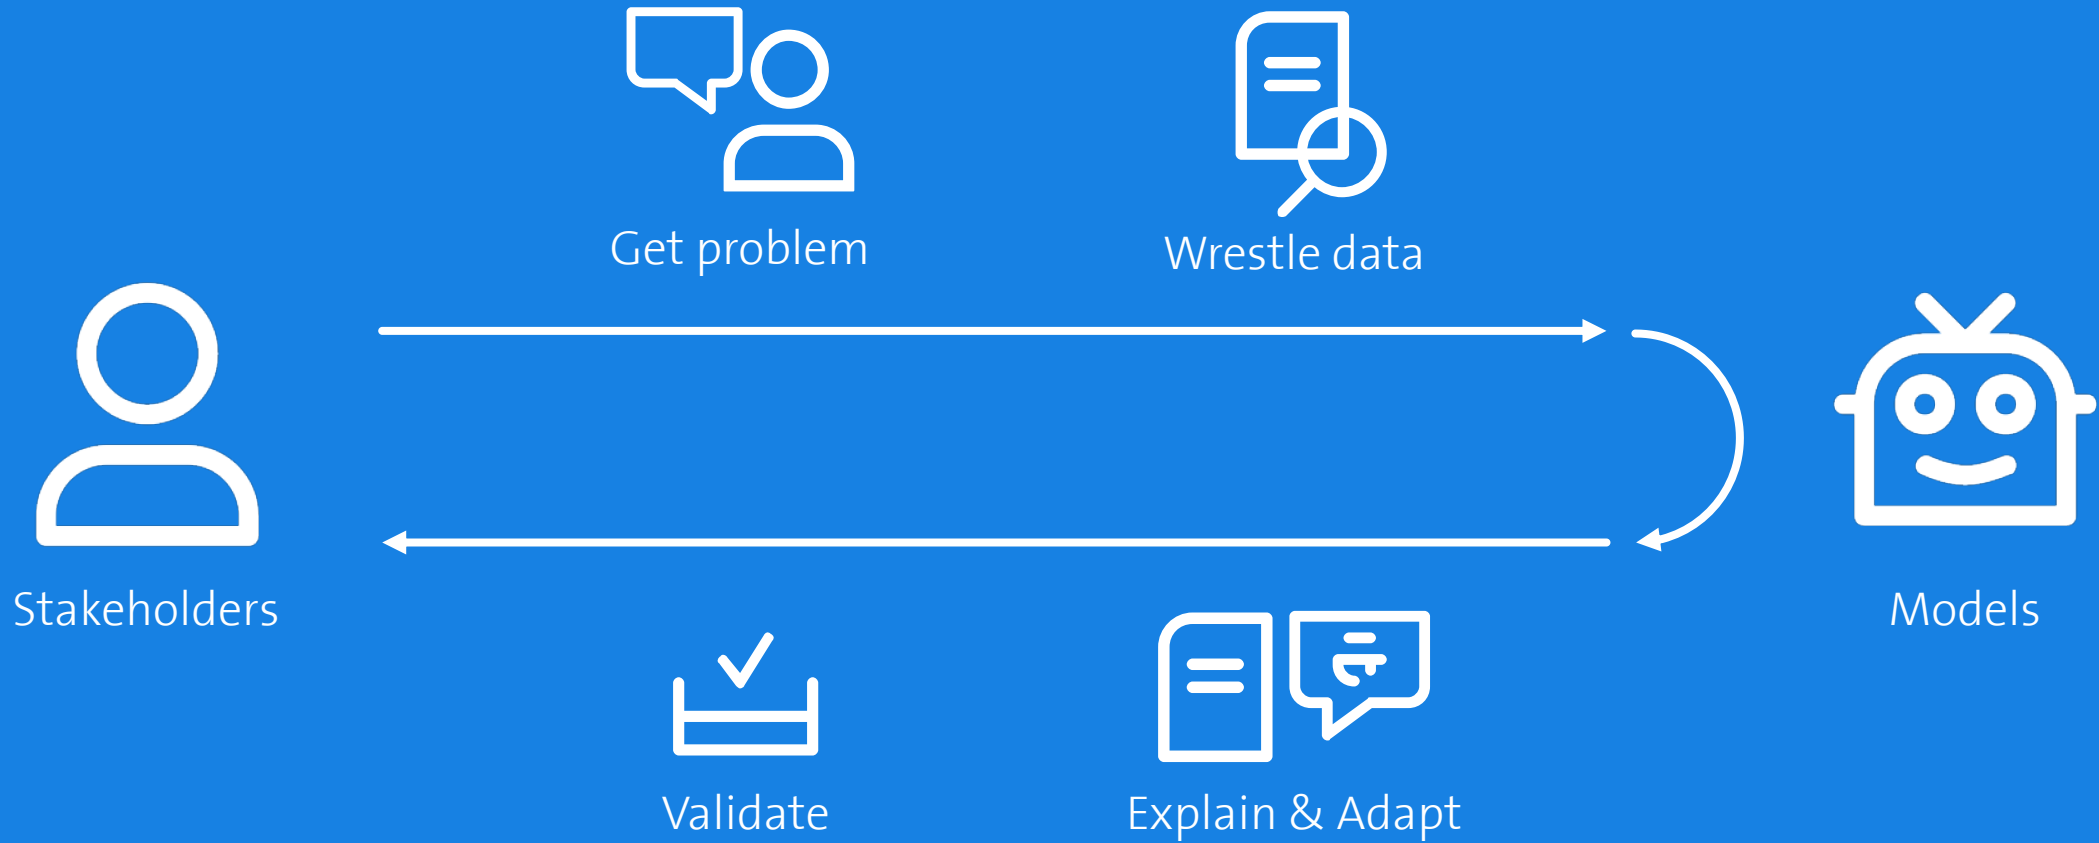 Get problem
Wrestle data
Stakeholders
Models
Validate
Explain & Adapt